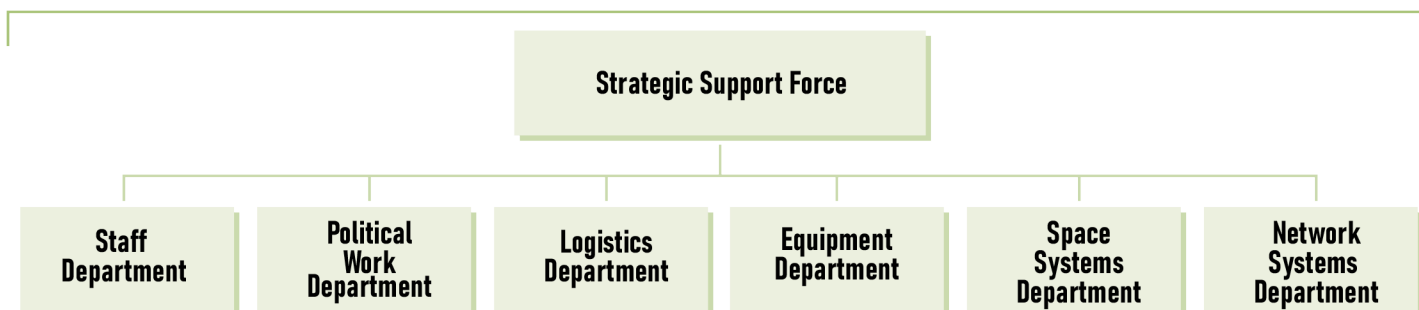 Strategic Support Force
Staff
Department
Political
Work
Department
Logistics
Department
Equipment
Department
Space
Systems
Department
Network
Systems
Department